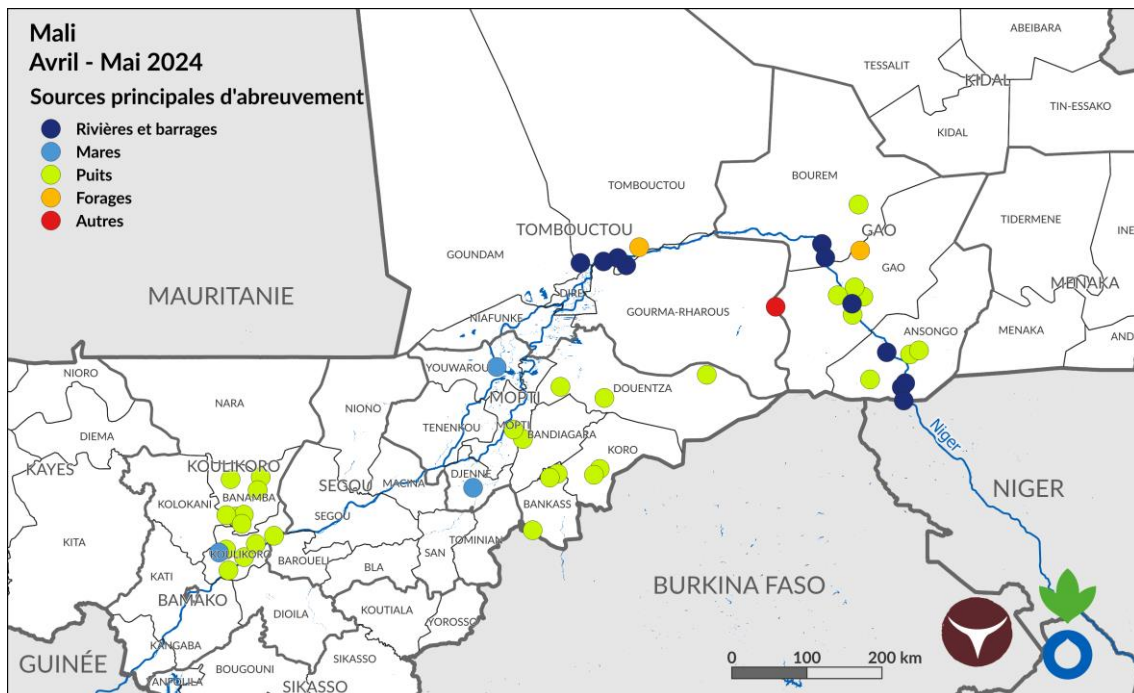 Mali
Avril - Mai 2024
Sources principales d'abreuvement
Rivières et barrages
Mares
Puits
Forages
Autres
ABEIBARA
TESSALIT
KIDAL
TIN-ESSAKO
KIDAL
TOMBOUCTOU
BOUREM
TIDERMENE
INE
TOMBOUCTOU
GAO
GOUNDAM
GAO
MENAKA
MAURITANIE
DIRE
GOURMA-RHAROUS
NIAFUNKE
MENAKA
AND
ANSONGO
YOUWAROU
NIORO
DOUENTZA
NARA
NIONO
MOPTI
TENENKOU
MOPTI
BANDIAGARA
Niger
DIEMA
KORO
KAYES
KOULIKORO
DJENNE
SEGOU
MACINA
NIGER
BANAMBA
KOLOKANI
BANKASS
SEGOU
TOMINIAN
KITA
KOULIKORO
BAROUELI
SAN
BLA
KATI
BURKINA FASO
BAMAKO
DIOILA
KOUTIALA
YOROSSO
KANGABA
GUINÉE
BOUGOUNI
SIKASSO
SIKASSO
0 100 200 km